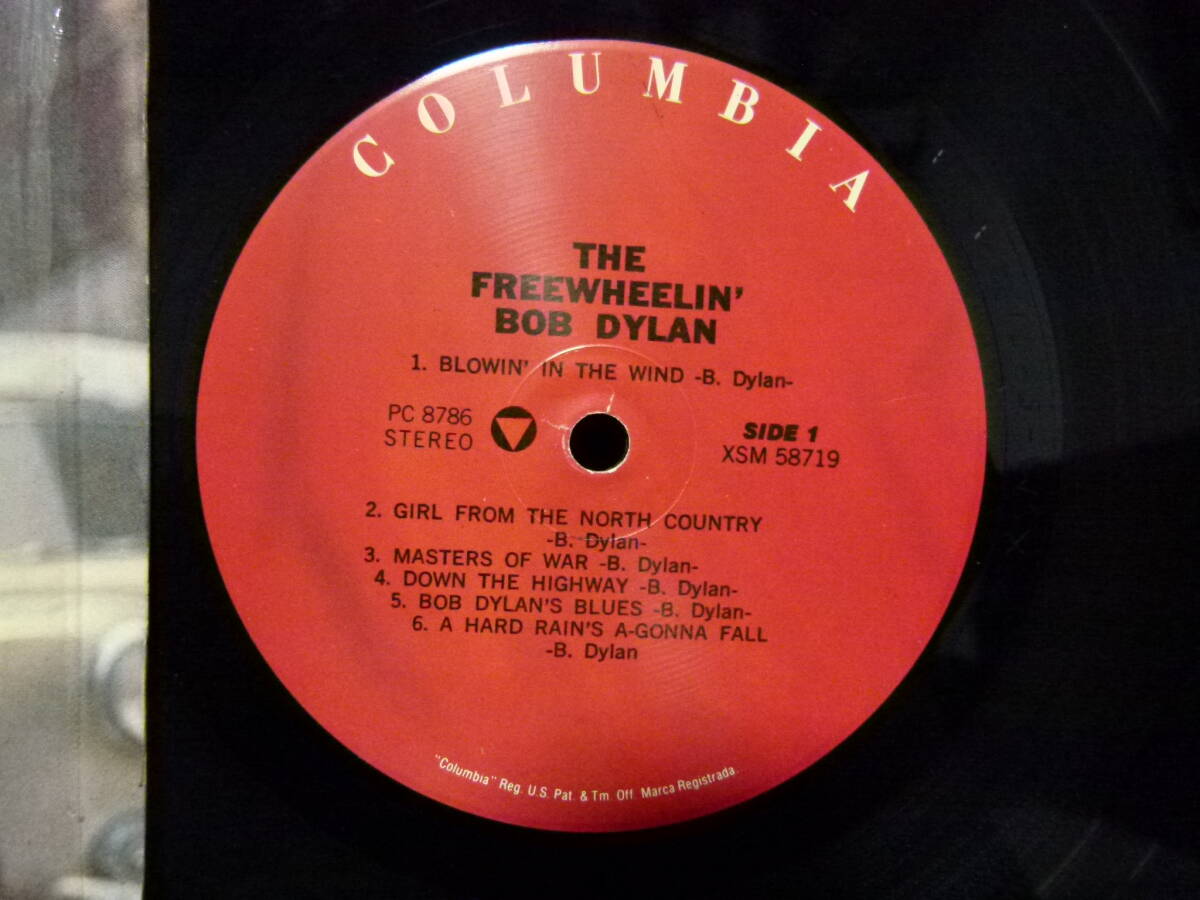 COLUMBIA
THE
FREEWHEELIN'
BOB DYLAN
1. BLOWIN' IN THE WIND -B. Dylan-
PC 8786
STEREO
SIDE 1
XSM 58719
2. GIRL FROM THE NORTH COUNTRY
-B. Dylan-
3. MASTERS OF WAR -B. Dylan-
4. DOWN THE HIGHWAY -B. Dylan-
5. BOB DYLAN'S BLUES -B. Dylan-
6. A HARD RAIN'S A-GONNA FALL
-B. Dylan
"Columbia" Reg. U.S. Pat. & Tm. Off. Marca Registrada.